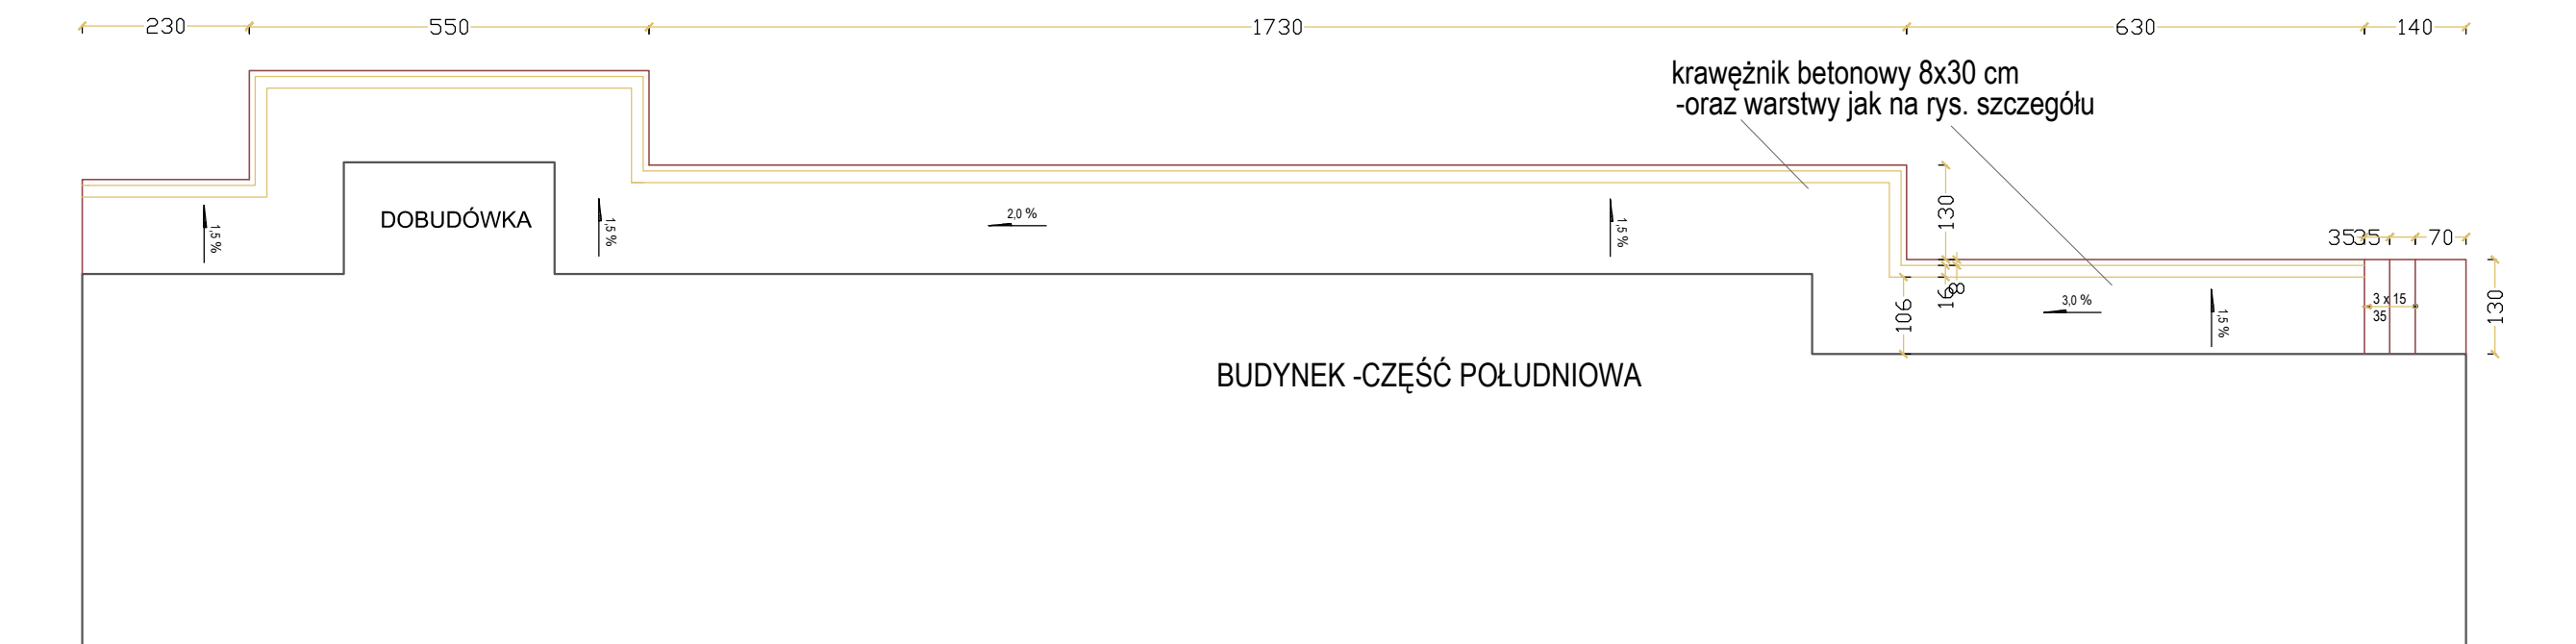 230 550 1730 630 140
krawężnik betonowy 8x30 cm
-oraz warstwy jak na rys. szczegółu
130
35 35 70
DOBUDÓWKA
1,5 %
1,5 %
2,0 %
1,5 %
16
8
106
3,0 %
1,5 %
3 x 15
35
130
BUDYNEK -CZĘŚĆ POŁUDNIOWA